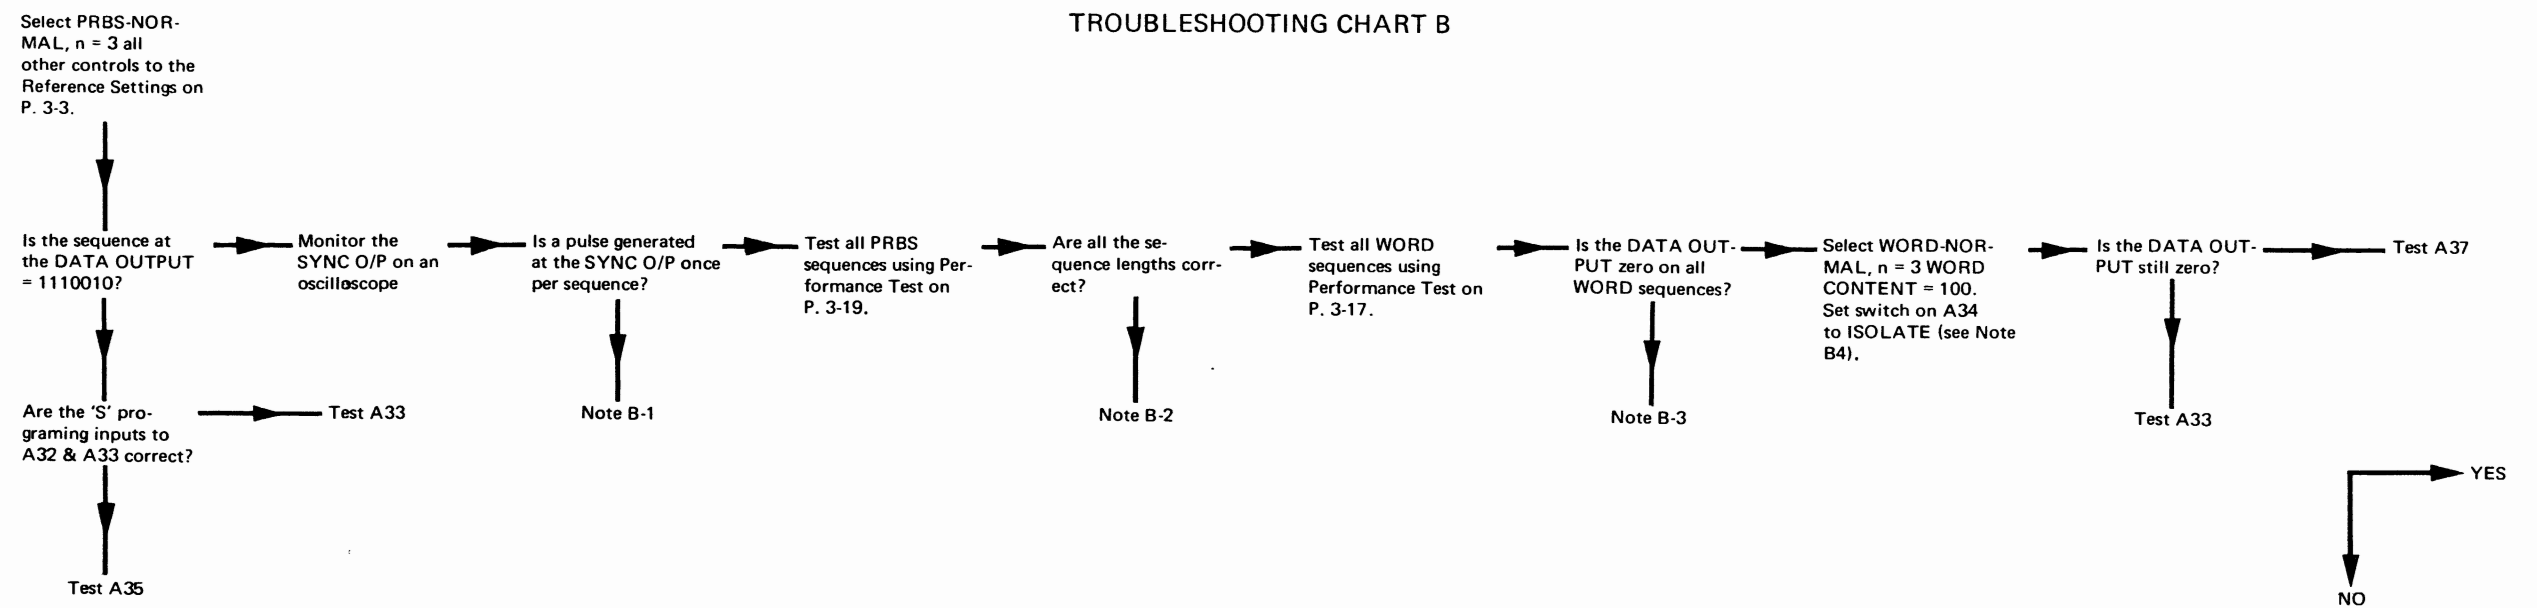 TROUBLESHOOTING CHART B
Select PRBS-NOR-
MAL, n = 3 all
other controls to the
Reference Settings on
P. 3-3.
Is the sequence at
the DATA OUTPUT
= 1110010?
Monitor the
SYNC O/P on an
oscilloscope
Is a pulse generated
at the SYNC O/P once
per sequence?
Test all PRBS
sequences using Per-
formance Test on
P. 3-19.
Are all the se-
quence lengths corr-
ect?
Test all WORD
sequences using
Performance Test on
P. 3-17.
Is the DATA OUT-
PUT zero on all
WORD sequences?
Select WORD-NOR-
MAL, n = 3 WORD
CONTENT = 100.
Set switch on A34
to ISOLATE (see Note
B4).
Is the DATA OUT-
PUT still zero?
Test A37
Are the 'S' pro-
graming inputs to
A32 & A33 correct?
Test A33
Note B-1
Note B-2
Note B-3
Test A33
Test A35
YES
NO